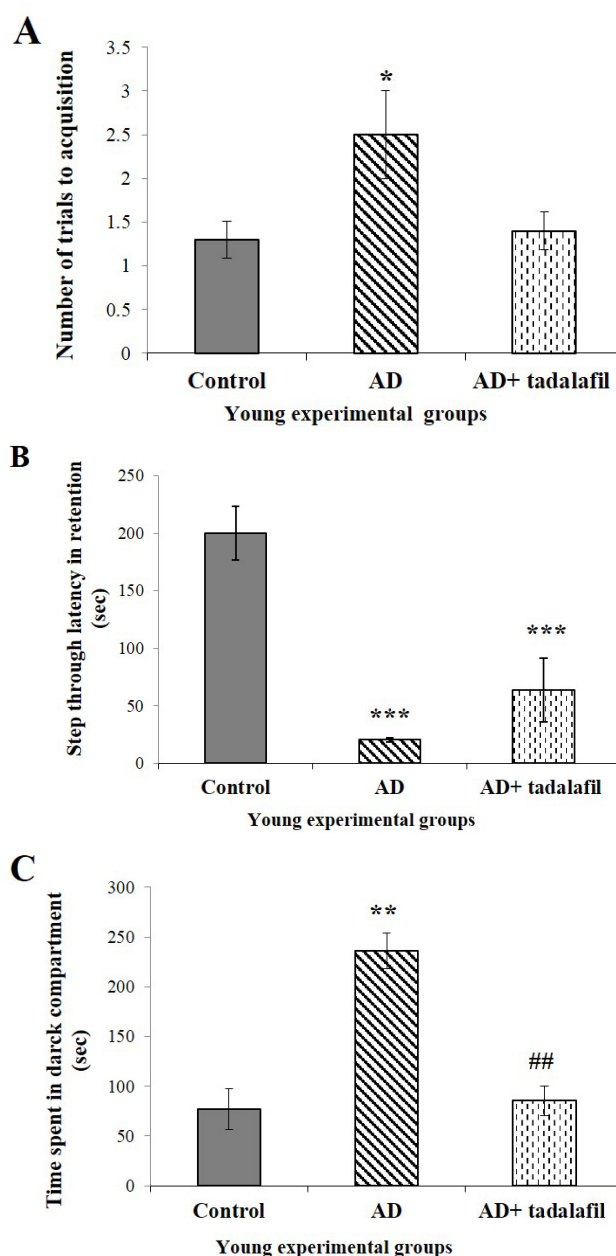 A
Number of trials to acquisition
3.5
3
2.5
2
1.5
1
0.5
0
*
Control AD AD+ tadalafil
Young experimental groups
B
Step through latency in retention
(sec)
250
200
150
100
50
0
***
***
Control AD AD+ tadalafil
Young experimental groups
C
Time spent in darck compartment
(sec)
300
250
200
150
100
50
0
**
##
Control AD AD+ tadalafil
Young experimental groups